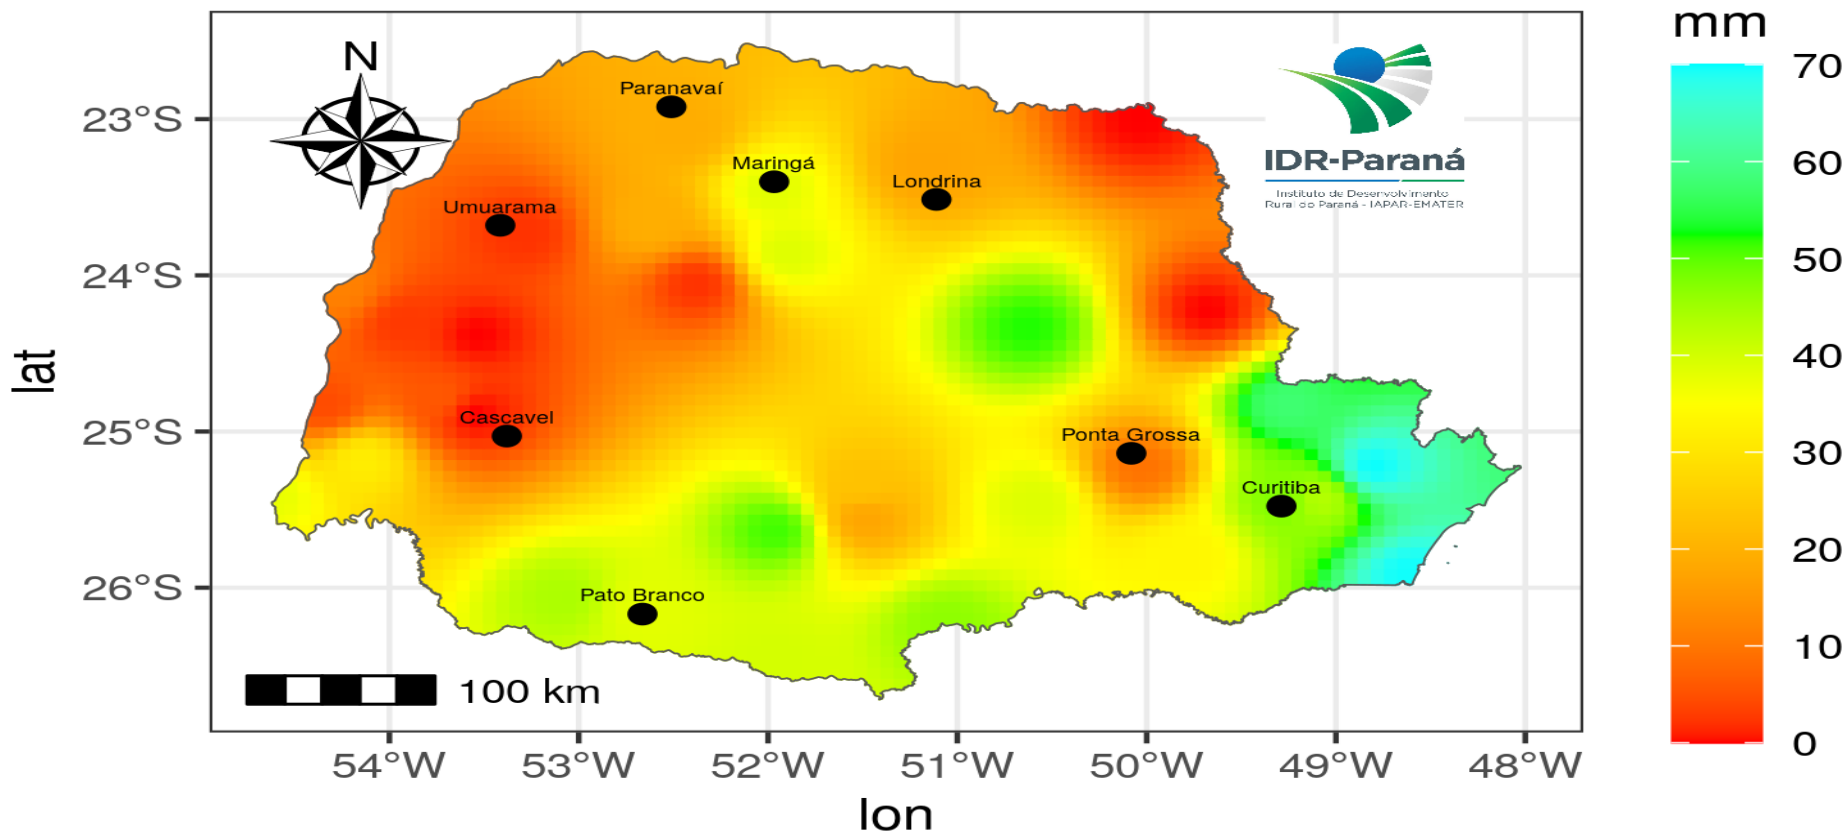 mm
N
70
60
50
40
30
20
10
0
IDR-Paraná
Instituto de Desenvolvimento
Rural do Paraná - IAPAR-EMATER
Paranavaí
Maringá
Londrina
Umuarama
Cascavel
Ponta Grossa
Curitiba
Pato Branco
100 km
23°S
24°S
25°S
26°S
lat
54°W 53°W 52°W 51°W 50°W 49°W 48°W
lon